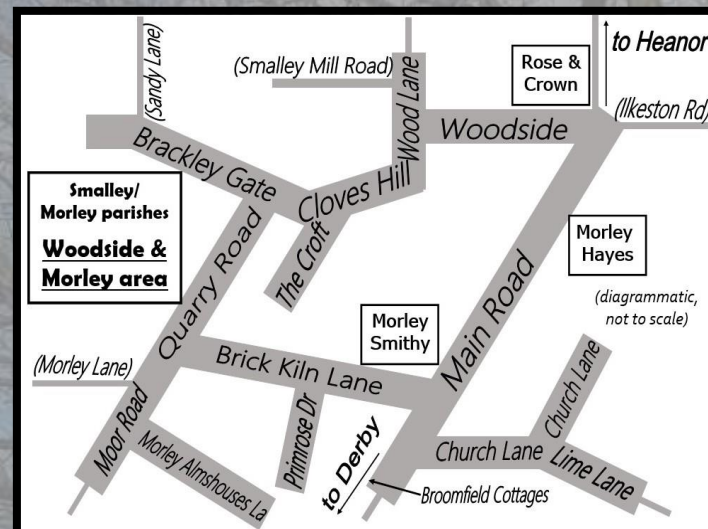 to Heanor
Rose &
Crown
(Sandy Lane)
(Smalley Mill Road)
Wood Lane
(Ilkeston Rd)
Woodside
Brackley Gate
Cloves Hill
Smalley/
Morley parishes
Woodside &
Morley area
Quarry Road
The Croft
Morley
Hayes
Main Road
(diagrammatic,
not to scale)
Morley
Smithy
(Morley Lane)
Brick Kiln Lane
Church Lane
Moor Road
Primrose Dr
Morley Almshouses La
to Derby
Church Lane
Lime Lane
Broomfield Cottages